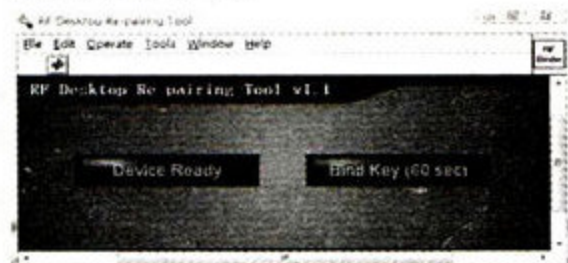 RF Desktop Re-pairing Tool
File Edit Operate Tools Window Help
RF
RF Desktop Re pairing Tool v1.1
Device Ready
Bind Key (60 sec)